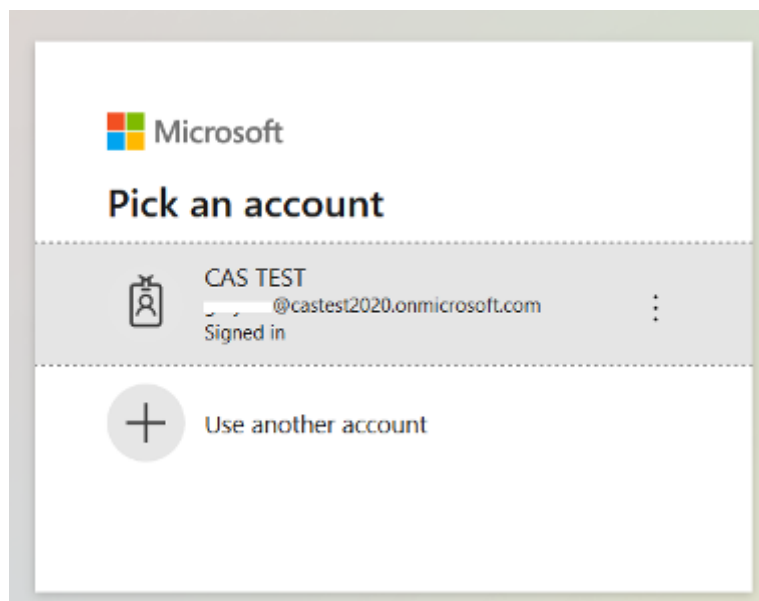 Microsoft
Pick an account
CAS TEST
@castest2020.onmicrosoft.com
Signed in
Use another account